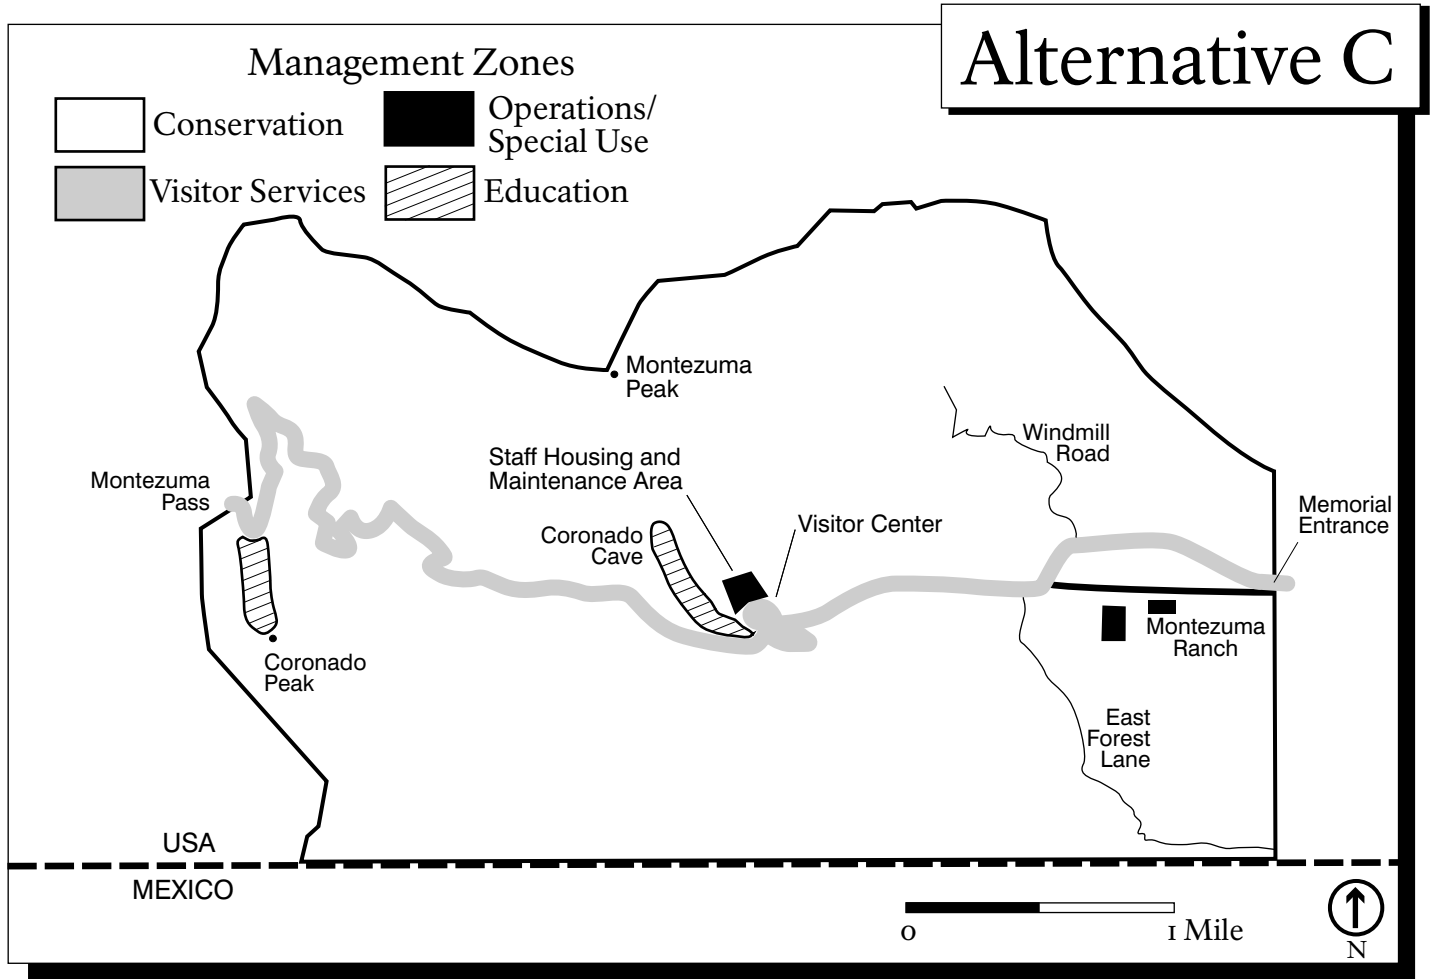 Alternative C
Management Zones
Conservation
Operations/
Special Use
Visitor Services
Education
Montezuma
Peak
Windmill
Road
Staff Housing and
Maintenance Area
Montezuma
Pass
Memorial
Entrance
Visitor Center
Coronado
Cave
Montezuma
Ranch
Coronado
Peak
East
Forest
Lane
USA
MEXICO
0
1 Mile
N